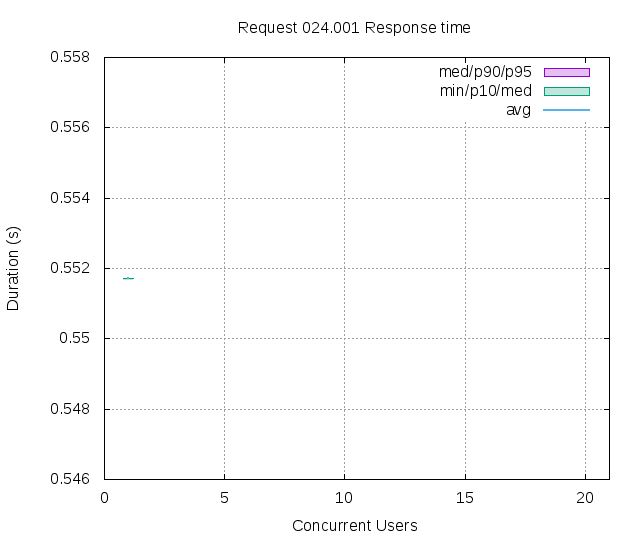 Request 024.001 Response time
0.558
0.556
0.554
0.552
0.55
0.548
0.546
Duration (s)
med/p90/p95
min/p10/med
avg
0 5 10 15 20
Concurrent Users